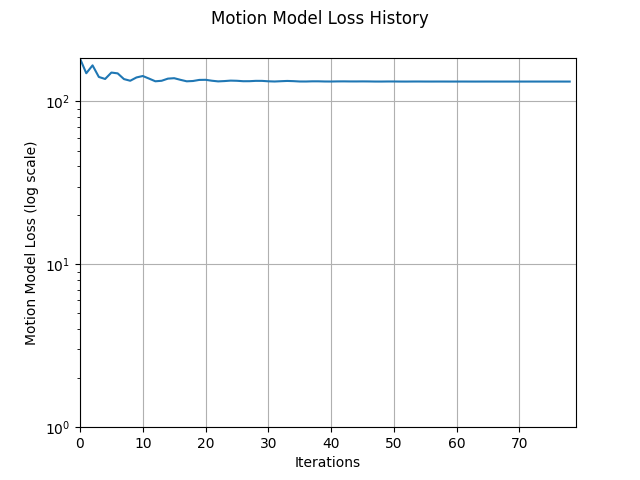 Motion Model Loss History
Motion Model Loss (log scale)
10²
10¹
10⁰
0 10 20 30 40 50 60 70
Iterations